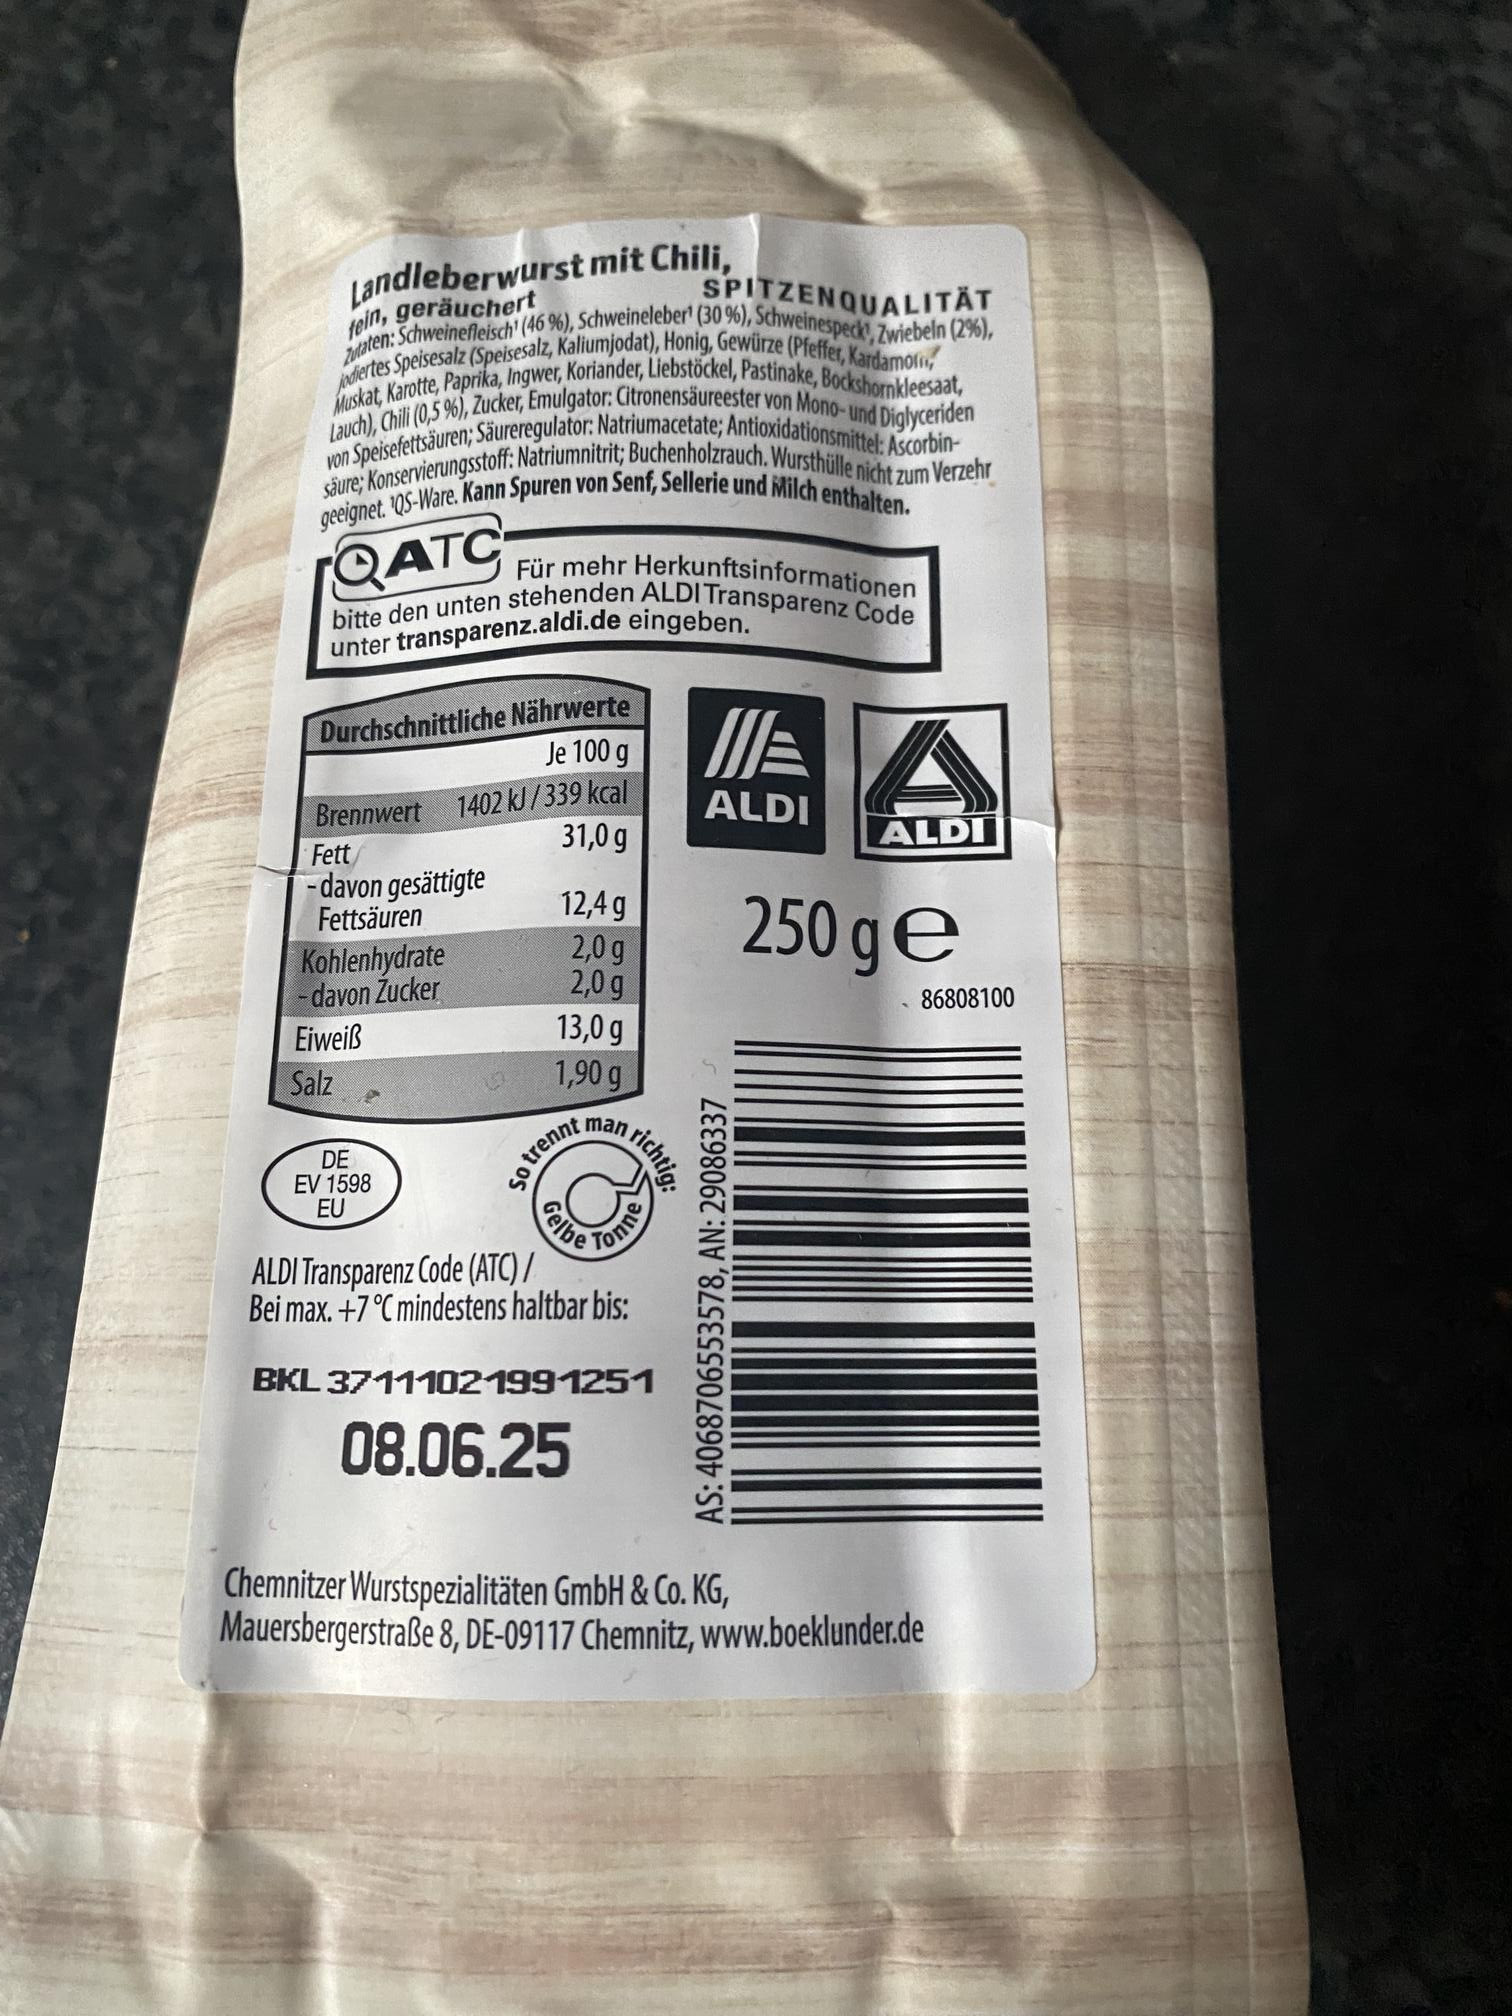 Landleberwurst mit Chili,
fein, geräuchert SPITZENQUALITÄT
Zutaten: Schweinefleisch¹ (46 %), Schweineleber¹ (30 %), Schweinespeck¹, Zwiebeln (2%),
jodiertes Speisesalz (Speisesalz, Kaliumjodat), Honig, Gewürze (Pfeffer, Kardamom,
Muskat, Karotte, Paprika, Ingwer, Koriander, Liebstöckel, Pastinake, Bockshornkleesaat,
Lauch), Chili (0,5 %), Zucker, Emulgator: Citronensäureester von Mono- und Diglyceriden
von Speisefettsäuren; Säureregulator: Natriumacetate; Antioxidationsmittel: Ascorbin-
säure; Konservierungsstoff: Natriumnitrit; Buchenholzrauch. Wursthülle nicht zum Verzehr
geeignet. ¹QS-Ware. Kann Spuren von Senf, Sellerie und Milch enthalten.
ATC Für mehr Herkunftsinformationen
bitte den unten stehenden ALDI Transparenz Code
unter transparenz.aldi.de eingeben.
Durchschnittliche Nährwerte
Je 100 g
Brennwert 1402 kJ / 339 kcal
Fett 31,0 g
- davon gesättigte
Fettsäuren 12,4 g
Kohlenhydrate 2,0 g
- davon Zucker 2,0 g
Eiweiß 13,0 g
Salz 1,90 g
ALDI
ALDI
250 g e
86808100
DE
EV 1598
EU
So trennt man richtig:
Gelbe Tonne
ALDI Transparenz Code (ATC) /
Bei max. +7 °C mindestens haltbar bis:
BKL 37111021991251
08.06.25
AS: 4068706553578, AN: 29086337
Chemnitzer Wurstspezialitäten GmbH & Co. KG,
Mauersbergerstraße 8, DE-09117 Chemnitz, www.boeklunder.de